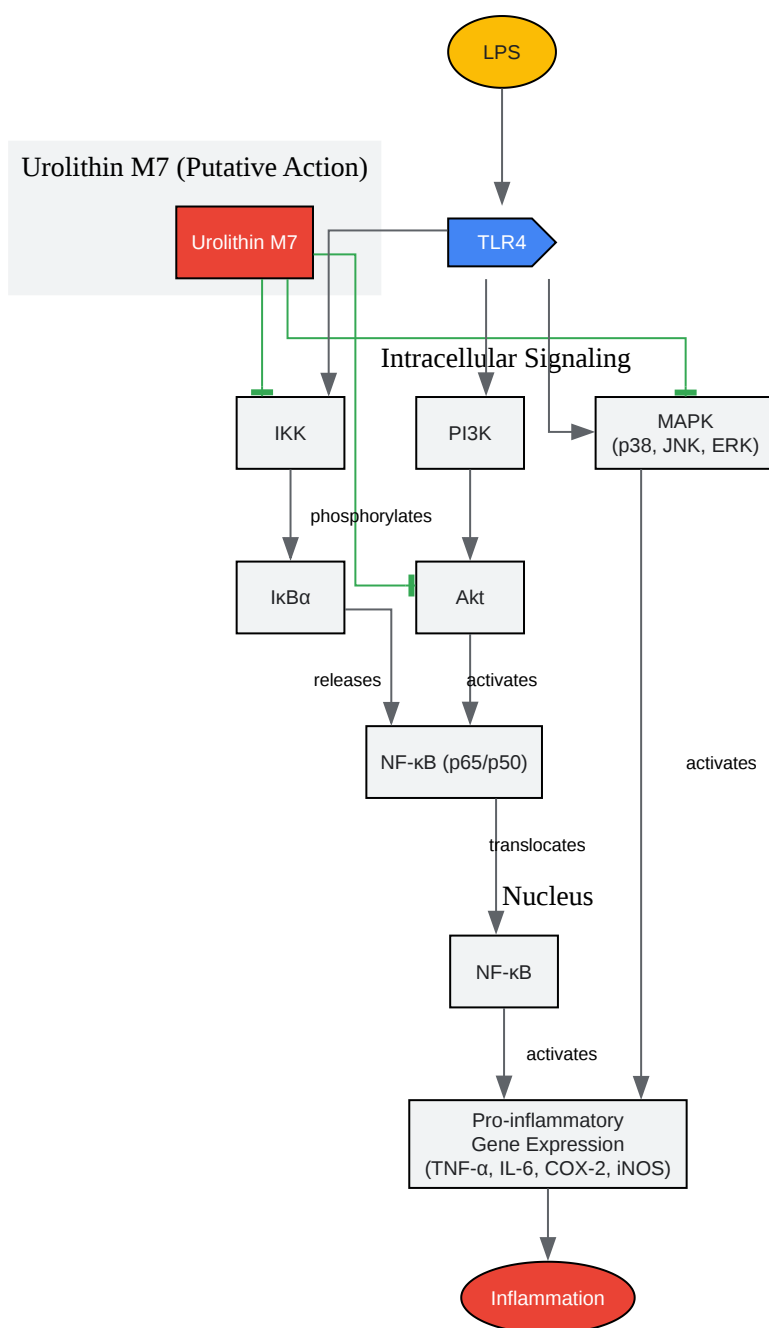 LPS
Urolithin M7 (Putative Action)
Urolithin M7
TLR4
Intracellular Signaling
IKK
PI3K
MAPK
(p38, JNK, ERK)
phosphorylates
IκBα
Akt
releases
activates
NF-κB (p65/p50)
activates
translocates
Nucleus
NF-κB
activates
Pro-inflammatory
Gene Expression
(TNF-α, IL-6, COX-2, iNOS)
Inflammation